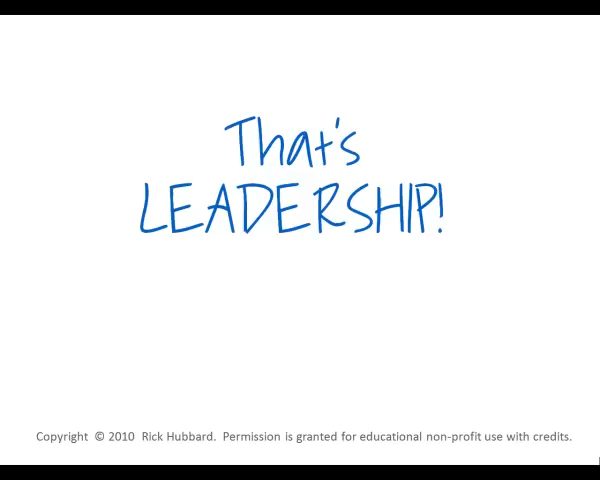 That's
LEADERSHIP!
Copyright © 2010 Rick Hubbard. Permission is granted for educational non-profit use with credits.